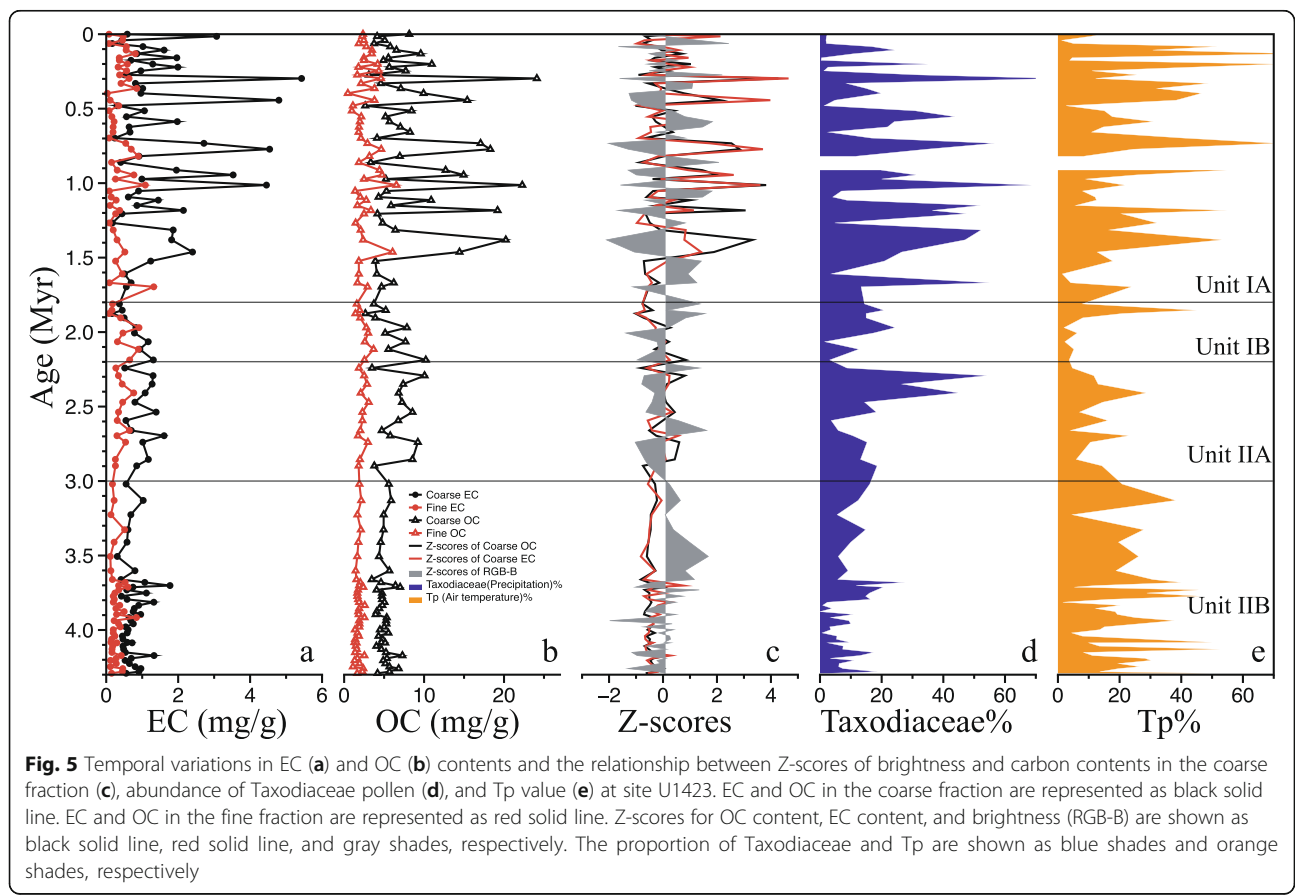 0
0.5
1.0
1.5
2.0
2.5
3.0
3.5
4.0
Age (Myr)
Unit IA
Unit IB
Unit IIA
Unit IIB
Coarse EC
Fine EC
Coarse OC
Fine OC
Z-scores of Coarse OC
Z-scores of Coarse EC
Z-scores of RGB-B
Taxodiaceae(Precipitation)%
Tp (Air temperature)%
a
b
c
d
e
0 2 4 6
0 10 20
−2 0 2 4
0 20 40 60
0 20 40 60
EC (mg/g)
OC (mg/g)
Z-scores
Taxodiaceae%
Tp%
Fig. 5 Temporal variations in EC (a) and OC (b) contents and the relationship between Z-scores of brightness and carbon contents in the coarse
fraction (c), abundance of Taxodiaceae pollen (d), and Tp value (e) at site U1423. EC and OC in the coarse fraction are represented as black solid
line. EC and OC in the fine fraction are represented as red solid line. Z-scores for OC content, EC content, and brightness (RGB-B) are shown as
black solid line, red solid line, and gray shades, respectively. The proportion of Taxodiaceae and Tp are shown as blue shades and orange
shades, respectively